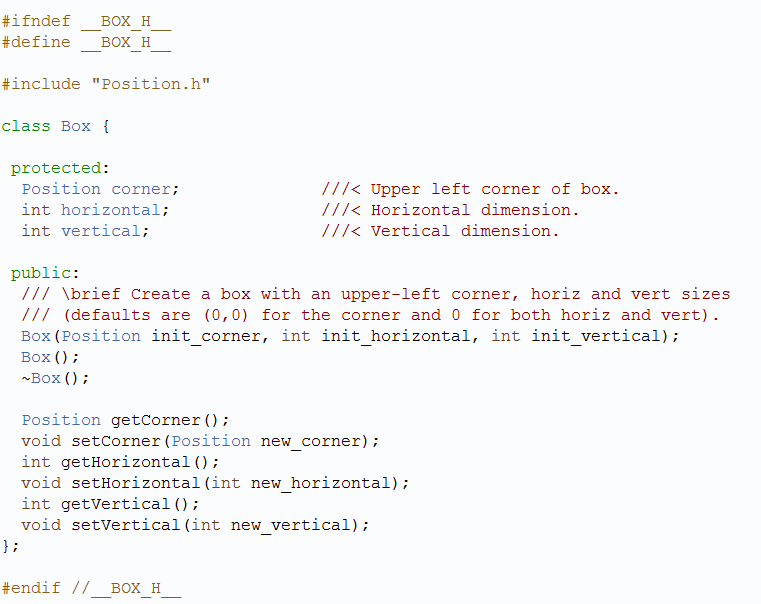 #ifndef __BOX_H__
#define __BOX_H__

#include "Position.h"

class Box {

 protected:
  Position corner;              ///< Upper left corner of box.
  int horizontal;               ///< Horizontal dimension.
  int vertical;                 ///< Vertical dimension.

 public:
  /// \brief Create a box with an upper-left corner, horiz and vert sizes
  /// (defaults are (0,0) for the corner and 0 for both horiz and vert).
  Box(Position init_corner, int init_horizontal, int init_vertical);
  Box();
  ~Box();

  Position getCorner();
  void setCorner(Position new_corner);
  int getHorizontal();
  void setHorizontal(int new_horizontal);
  int getVertical();
  void setVertical(int new_vertical);
};

#endif //__BOX_H__